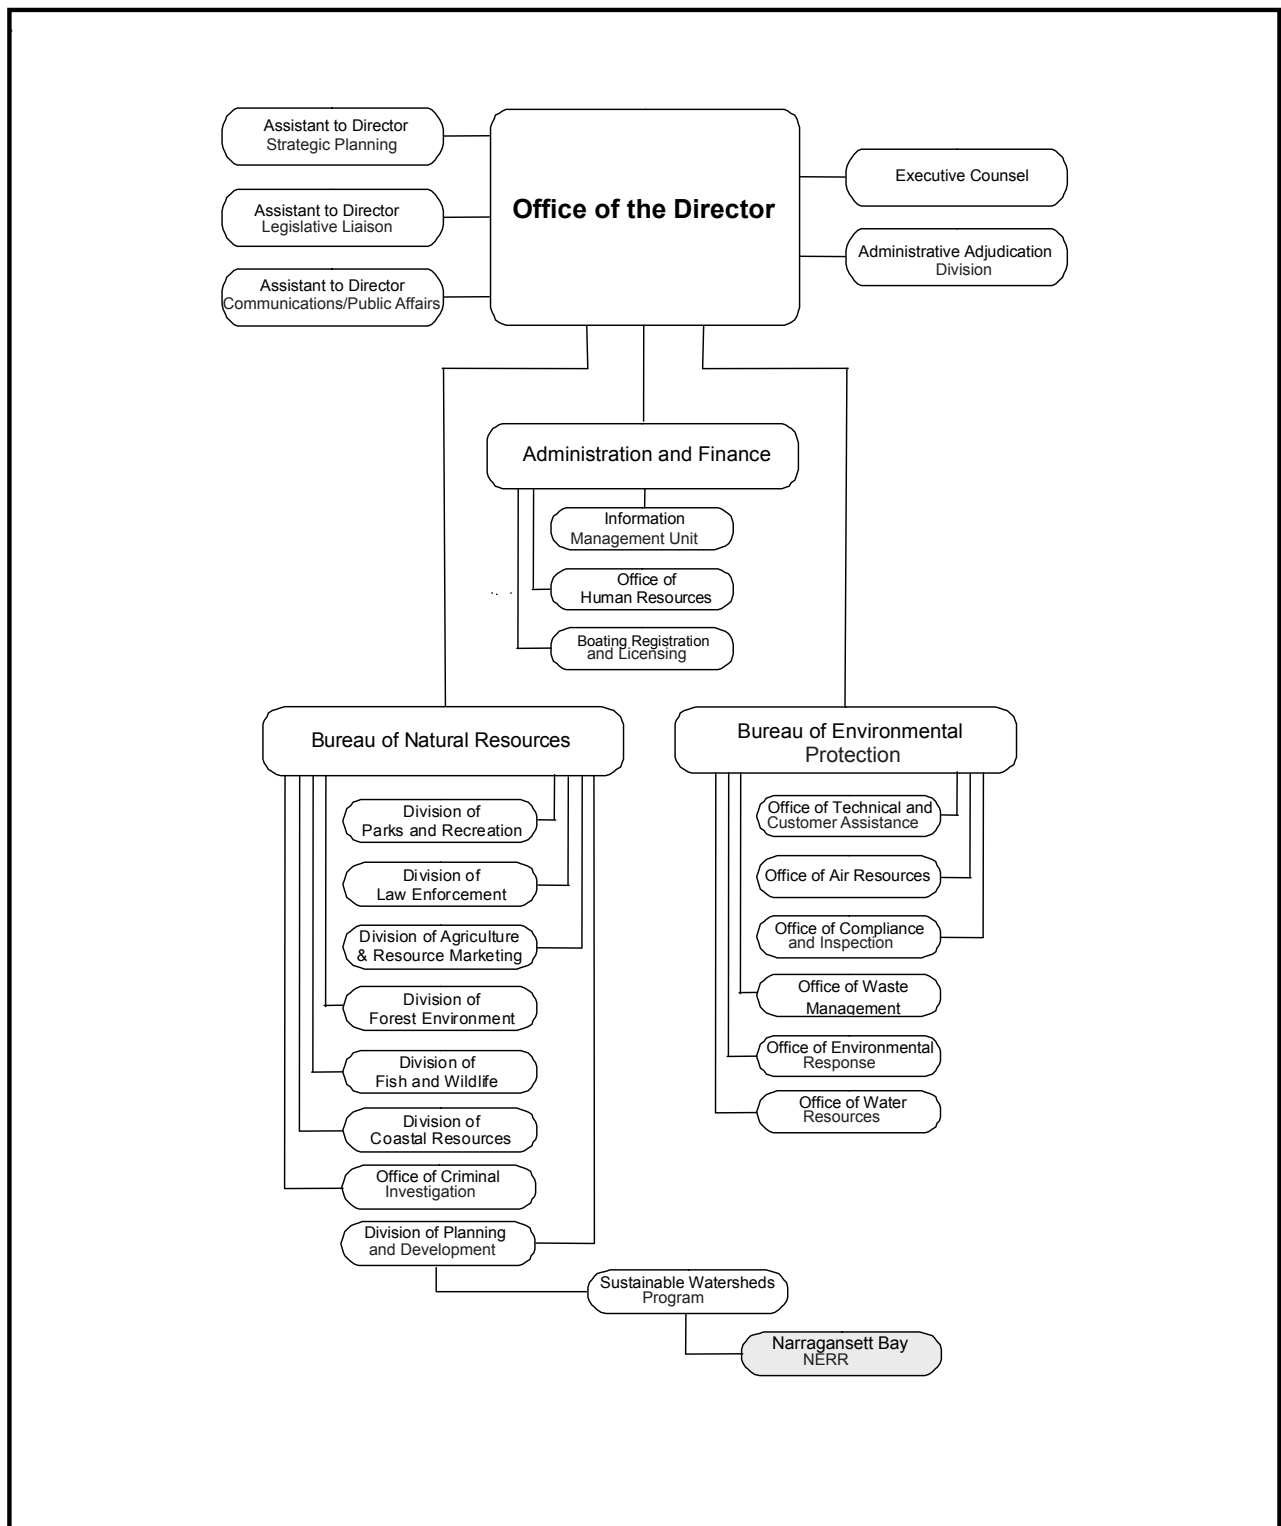 Assistant to Director
Strategic Planning
Assistant to Director
Legislative Liaison
Assistant to Director
Communications/Public Affairs
Office of the Director
Executive Counsel
Administrative Adjudication
Division
Administration and Finance
Information
Management Unit
Office of
Human Resources
Boating Registration
and Licensing
Bureau of Natural Resources
Division of
Parks and Recreation
Division of
Law Enforcement
Division of Agriculture
& Resource Marketing
Division of
Forest Environment
Division of
Fish and Wildlife
Division of
Coastal Resources
Office of Criminal
Investigation
Division of Planning
and Development
Bureau of Environmental
Protection
Office of Technical and
Customer Assistance
Office of Air Resources
Office of Compliance
and Inspection
Office of Waste
Management
Office of Environmental
Response
Office of Water
Resources
Sustainable Watersheds
Program
Narragansett Bay
NERR